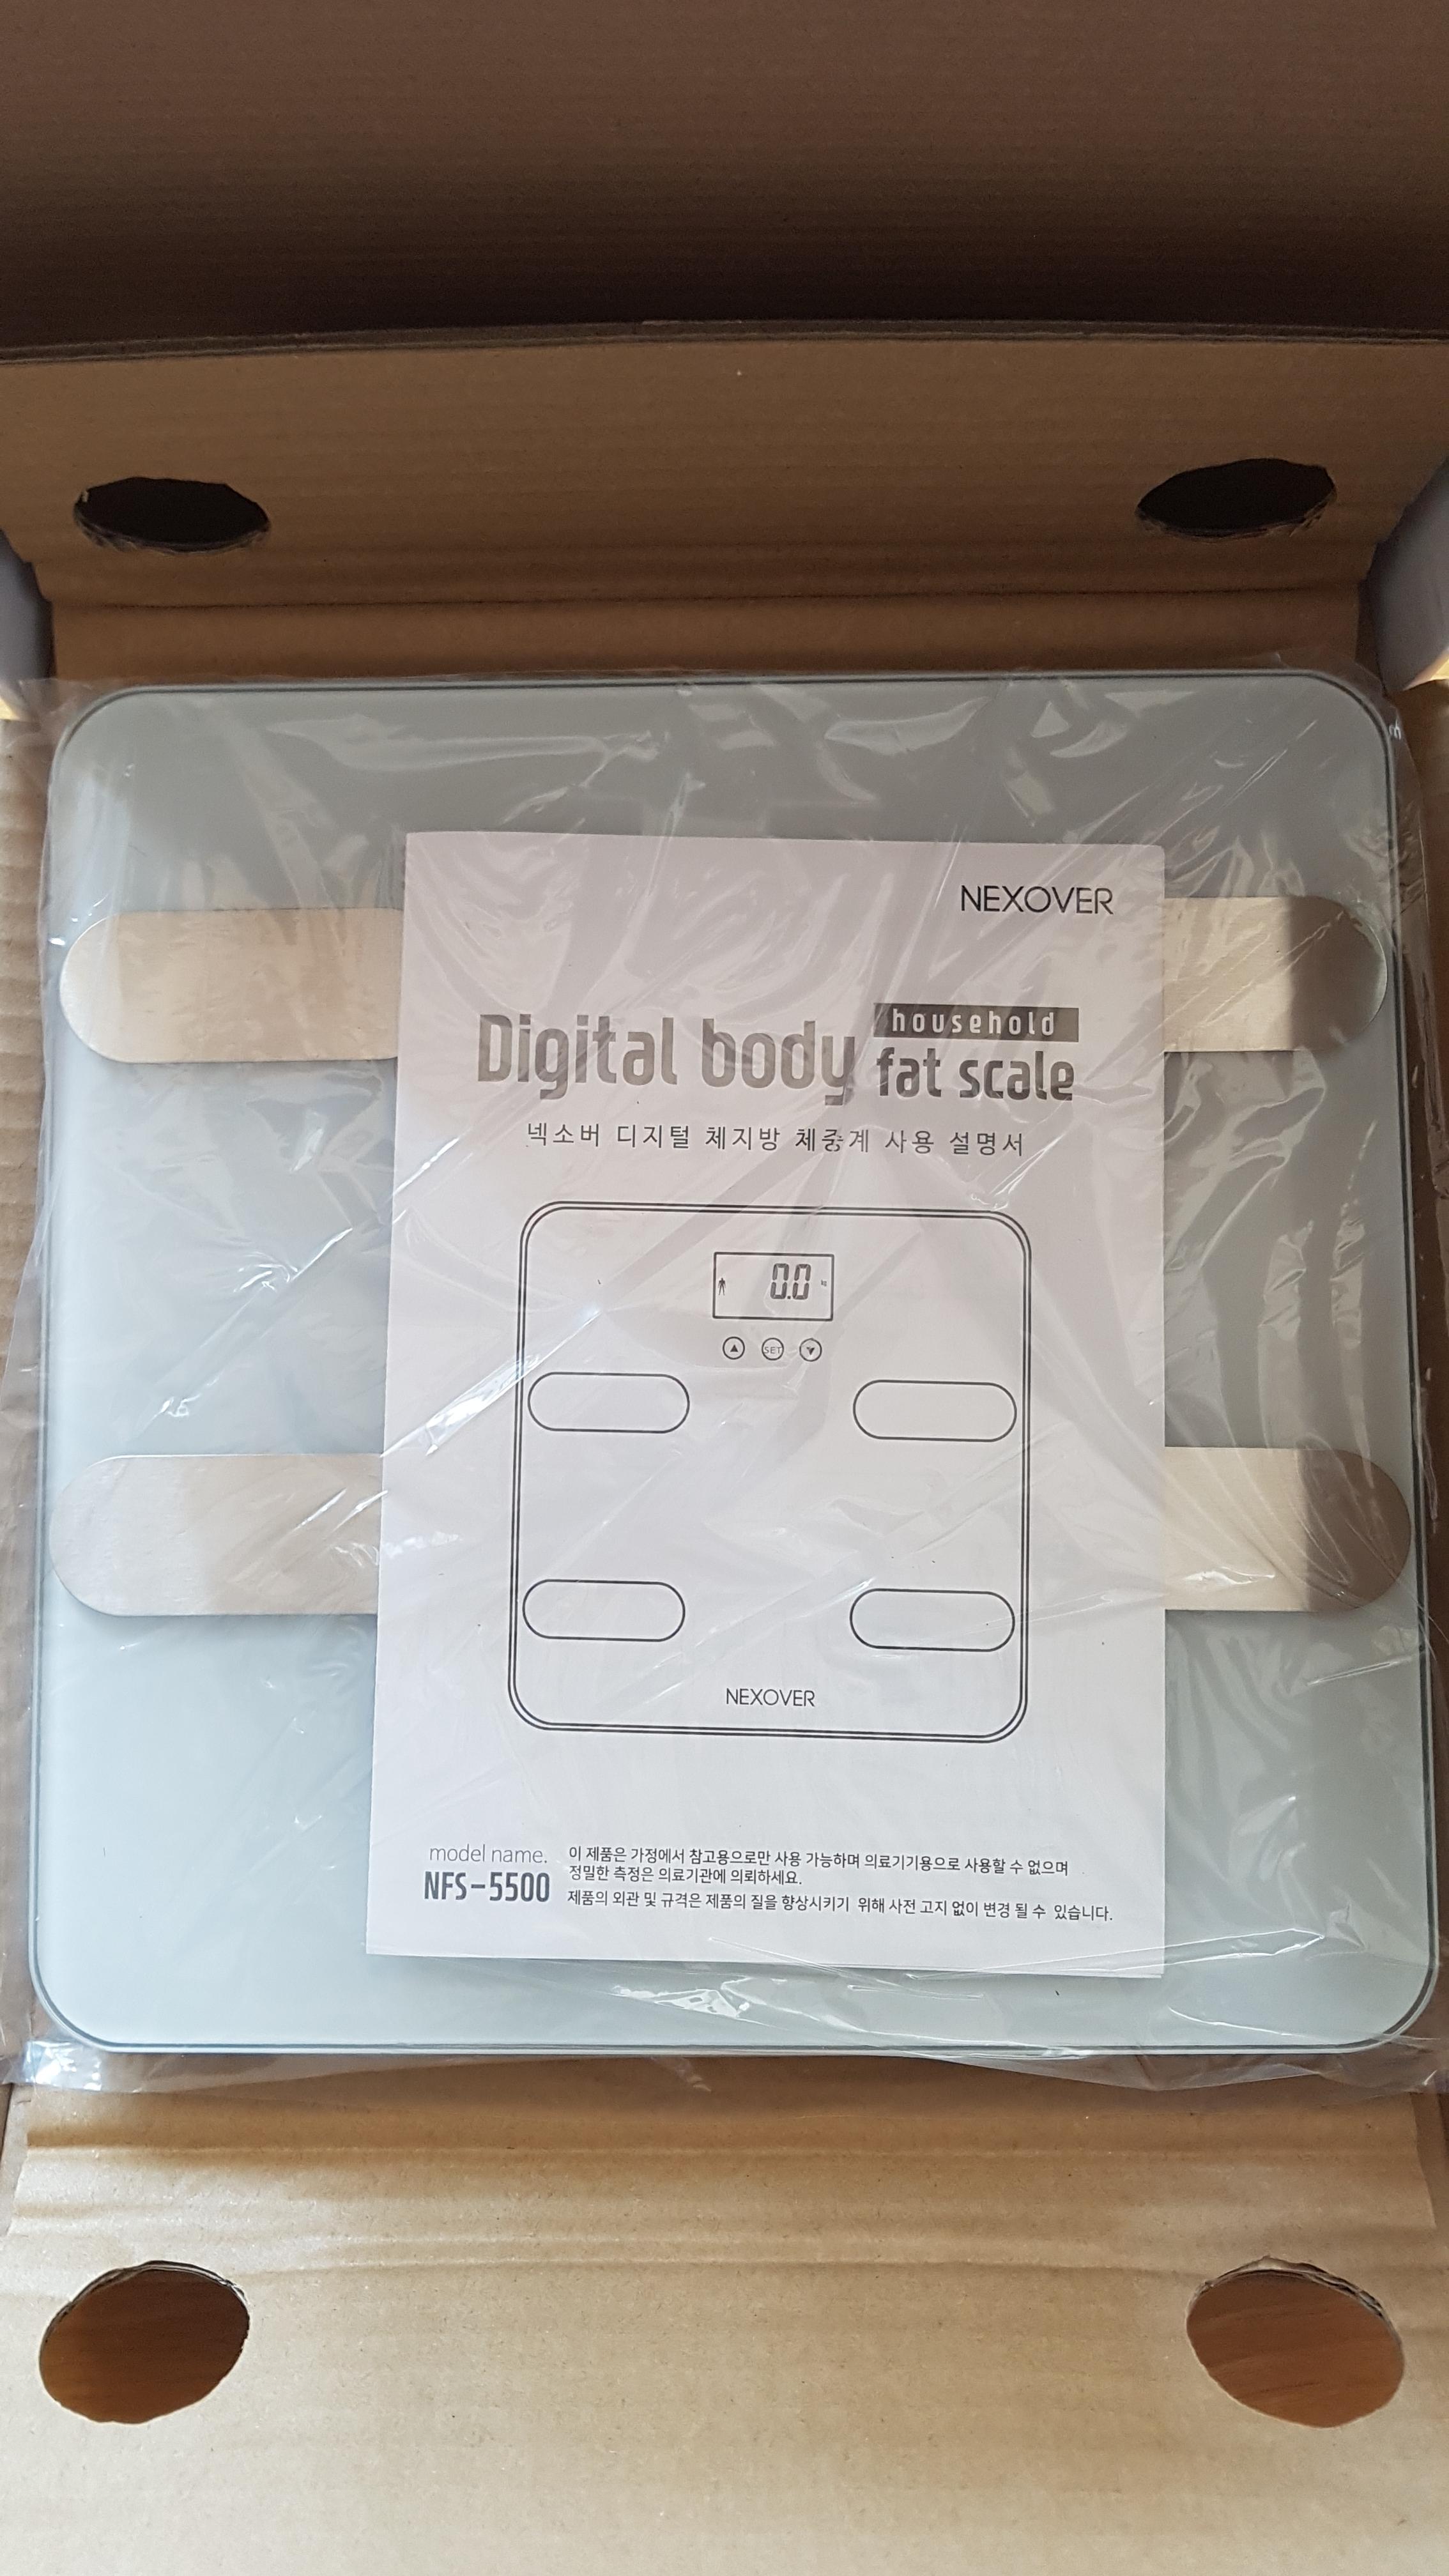 NEXOVER
household
Digital body fat scale
넥소버 디지털 체지방 체중계 사용 설명서
0.0 kg
SET
NEXOVER
model name.
NFS-5500
이 제품은 가정에서 참고용으로만 사용 가능하며 의료기기용으로 사용할 수 없으며
정밀한 측정은 의료기관에 의뢰하세요.
제품의 외관 및 규격은 제품의 질을 향상시키기 위해 사전 고지 없이 변경 될 수 있습니다.